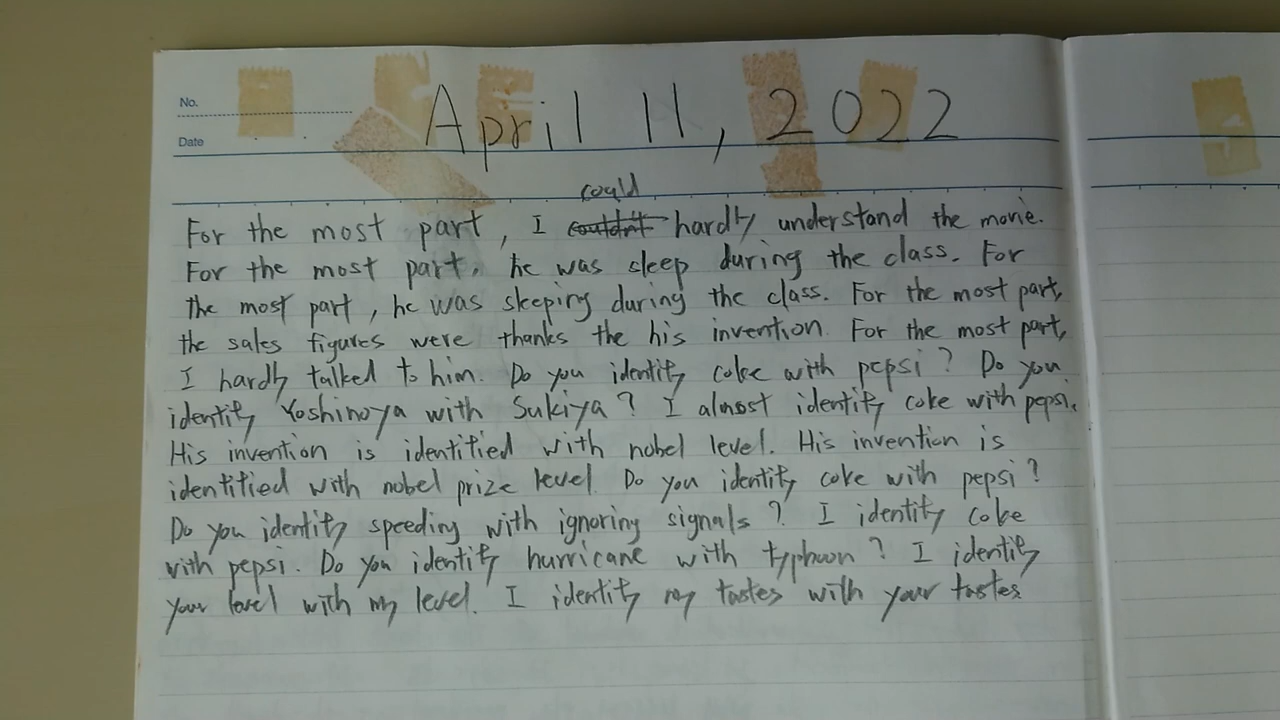 No.
April 11, 2022
Date
could
For the most part, I couldn't hardly understand the movie.
For the most part, he was sleep during the class. For
the most part, he was sleeping during the class. For the most part,
the sales figures were thanks the his invention. For the most part,
I hardly talked to him. Do you identify coke with pepsi? Do you
identify Yoshinoya with Sukiya? I almost identify coke with pepsi.
His invention is identified with nobel level. His invention is
identified with nobel prize level. Do you identify coke with pepsi?
Do you identify speeding with ignoring signals? I identify coke
with pepsi. Do you identify hurricane with typhoon? I identify
your level with my level. I identify my tastes with your tastes.